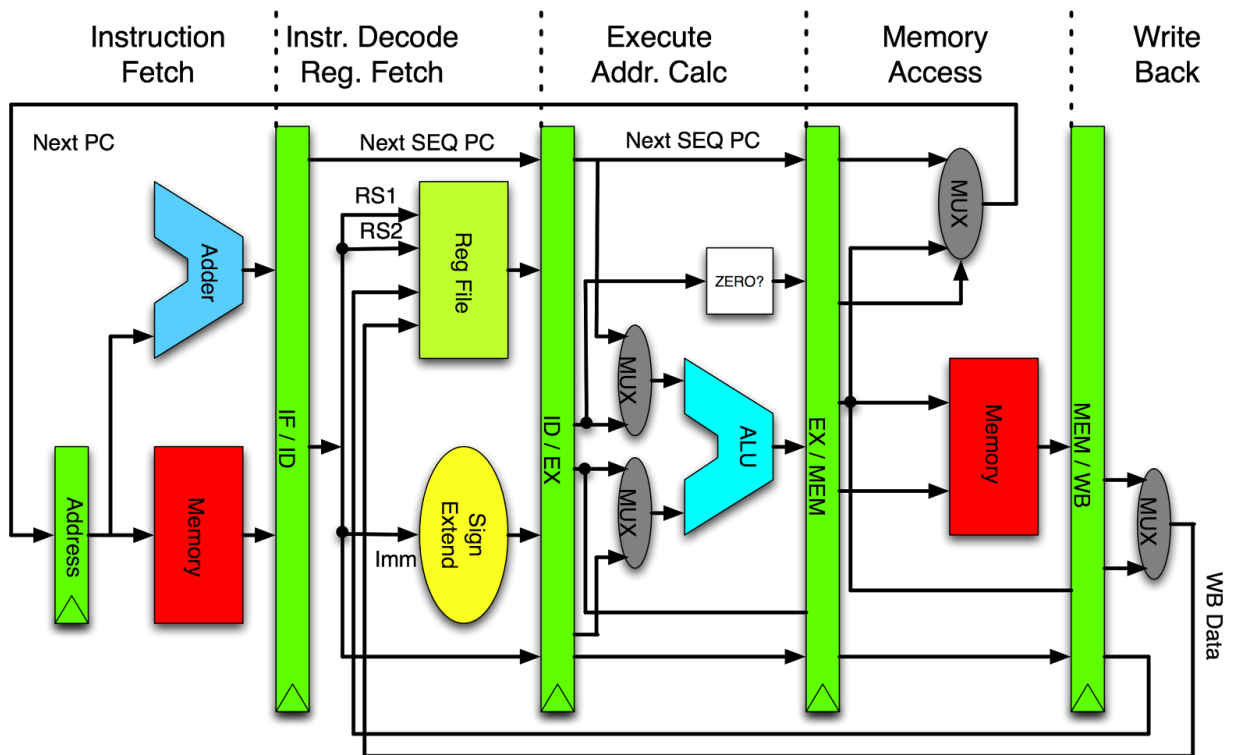 Instruction
Fetch
Instr. Decode
Reg. Fetch
Execute
Addr. Calc
Memory
Access
Write
Back
Next PC
Next SEQ PC
Next SEQ PC
RS1
RS2
Reg File
MUX
Adder
ZERO?
MUX
IF / ID
ID / EX
ALU
EX / MEM
Memory
MEM / WB
Address
Memory
Sign
Extend
Imm
MUX
MUX
WB Data